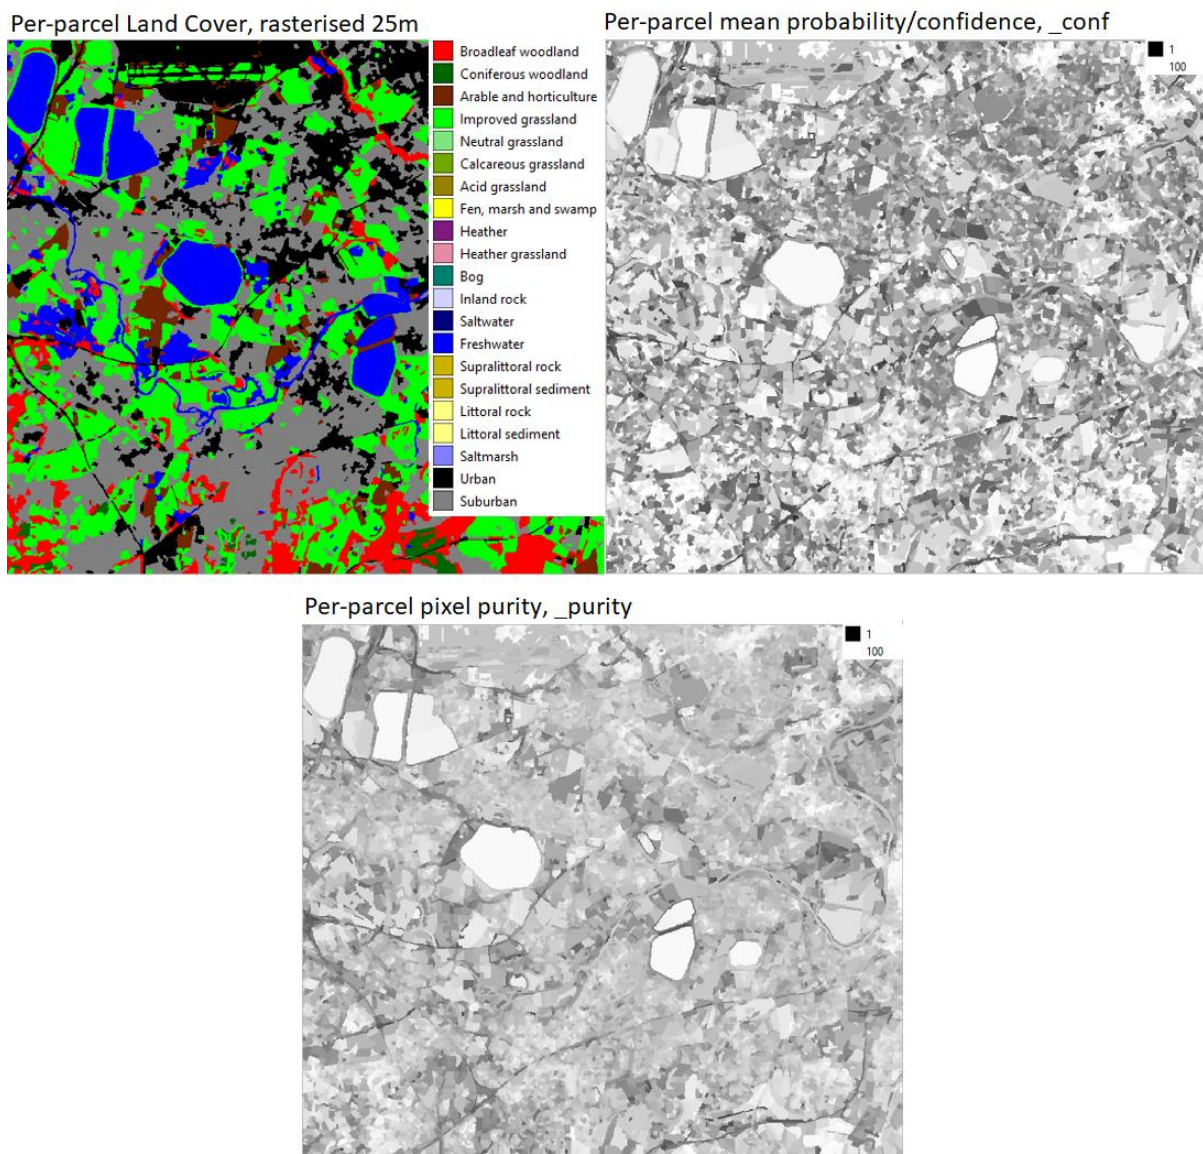 Per-parcel Land Cover, rasterised 25m
Per-parcel mean probability/confidence, _conf
Broadleaf woodland
Coniferous woodland
Arable and horticulture
Improved grassland
Neutral grassland
Calcareous grassland
Acid grassland
Fen, marsh and swamp
Heather
Heather grassland
Bog
Inland rock
Saltwater
Freshwater
Supralittoral rock
Supralittoral sediment
Littoral rock
Littoral sediment
Saltmarsh
Urban
Suburban
1
100
Per-parcel pixel purity, _purity
1
100